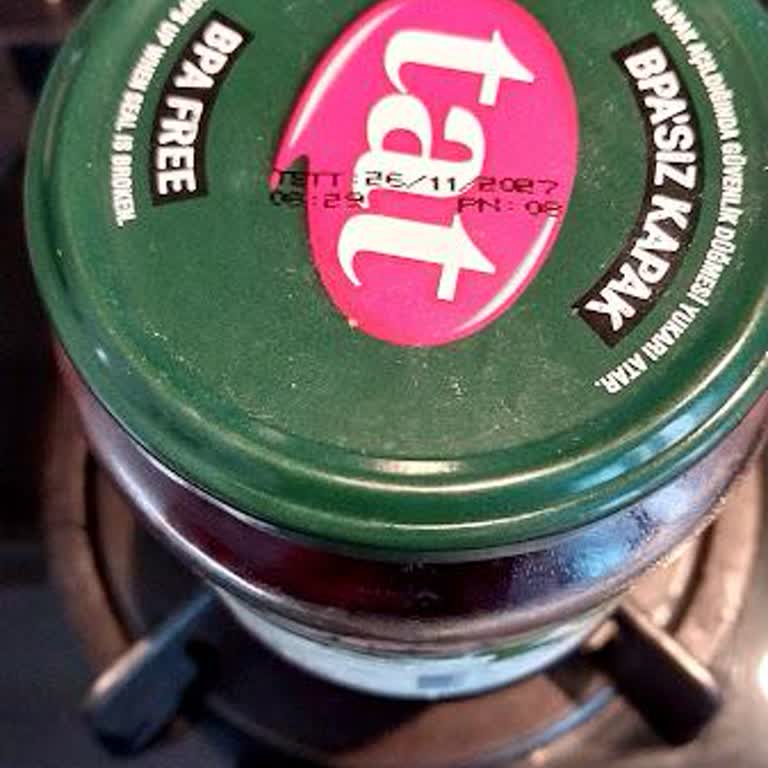 tat
TETT:26/11/2027
08:29 PN:08
BPA FREE
UP WHEN SEAL IS BROKEN.
BPA'SIZ KAPAK
KAPAK AÇILDIĞINDA GÜVENLİK DÜĞMESİ YUKARI ATAR.